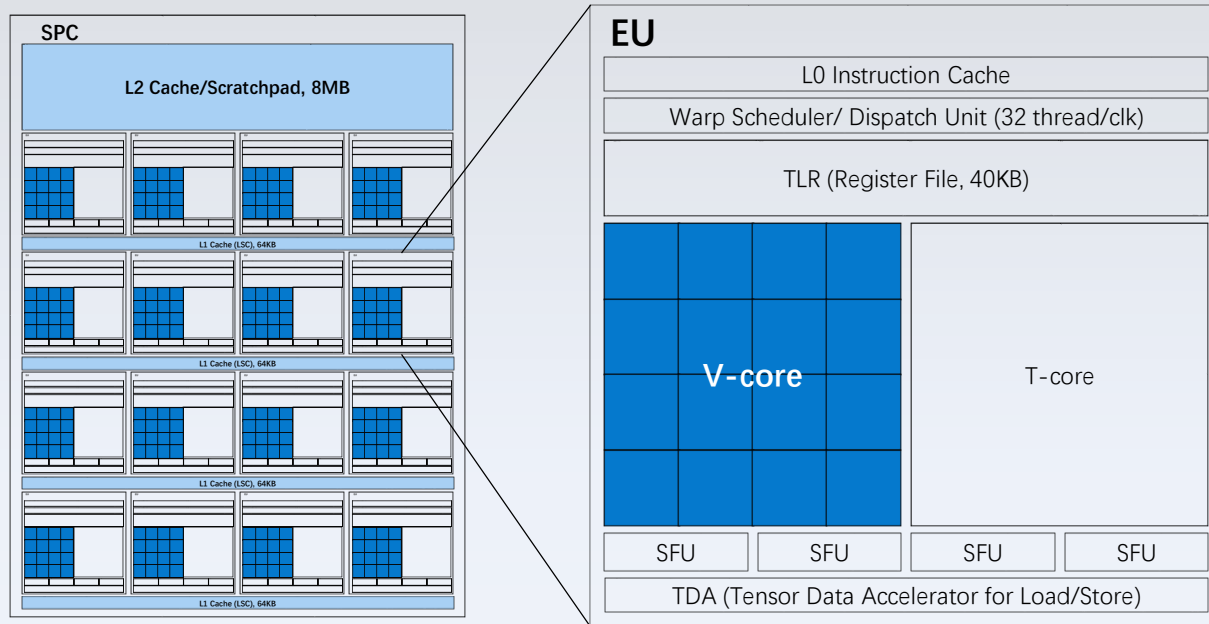 SPC
L2 Cache/Scratchpad, 8MB
L1 Cache (LSC), 64KB
L1 Cache (LSC), 64KB
L1 Cache (LSC), 64KB
L1 Cache (LSC), 64KB
EU
L0 Instruction Cache
Warp Scheduler/ Dispatch Unit (32 thread/clk)
TLR (Register File, 40KB)
V-core
T-core
SFU SFU SFU SFU
TDA (Tensor Data Accelerator for Load/Store)